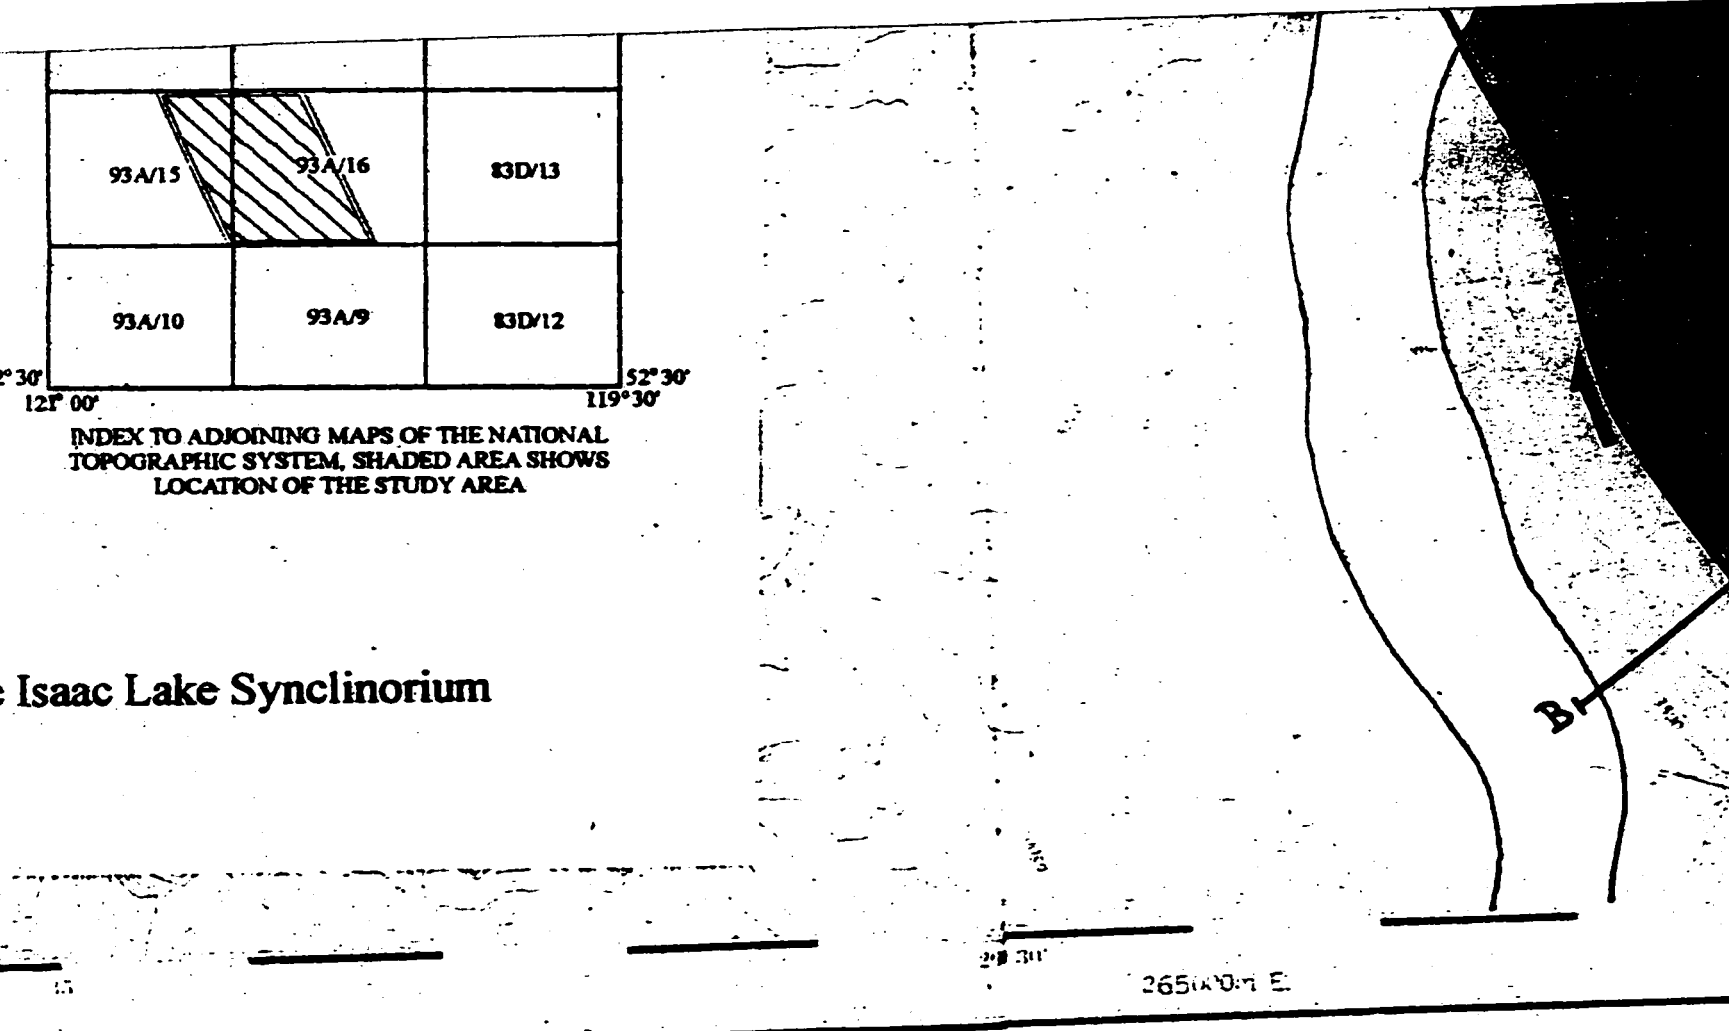 93A/15
93A/16
83D/13
93A/10
93A/9
83D/12
2°30'
52°30'
121° 00'
119°30'
INDEX TO ADJOINING MAPS OF THE NATIONAL
TOPOGRAPHIC SYSTEM, SHADED AREA SHOWS
LOCATION OF THE STUDY AREA
Isaac Lake Synclinorium
B